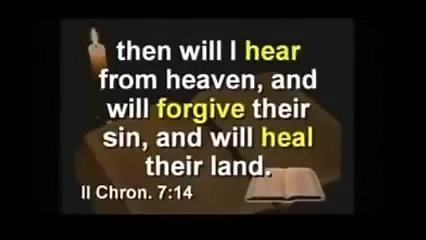 then will I hear
from heaven, and
will forgive their
sin, and will heal
their land.
II Chron. 7:14